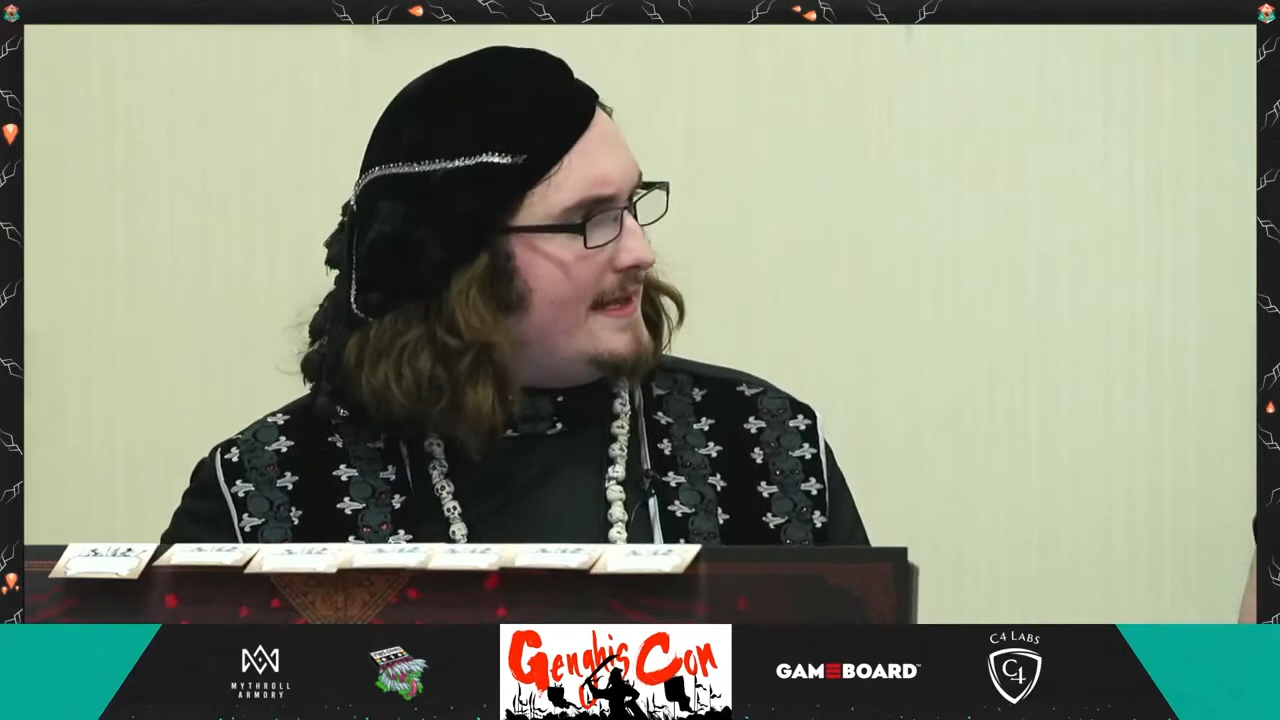 MYTHROLL
ARMORY
Genghis Con
GAMEBOARD
C4 LABS
C4